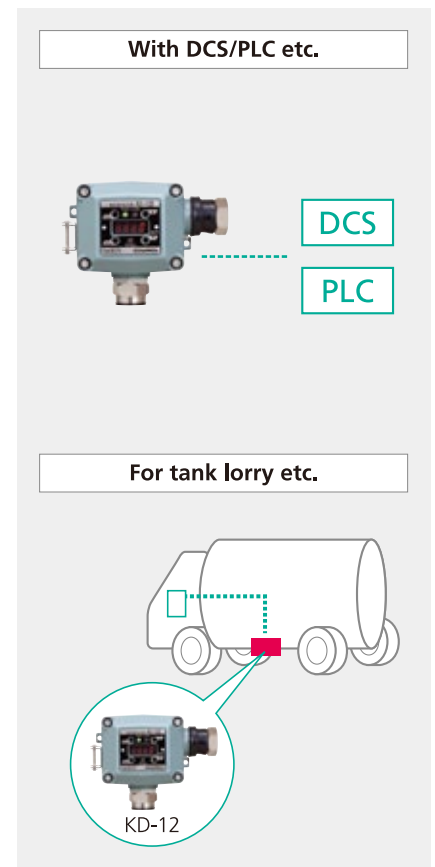 With DCS/PLC etc.
DCS
PLC
For tank lorry etc.
KD-12